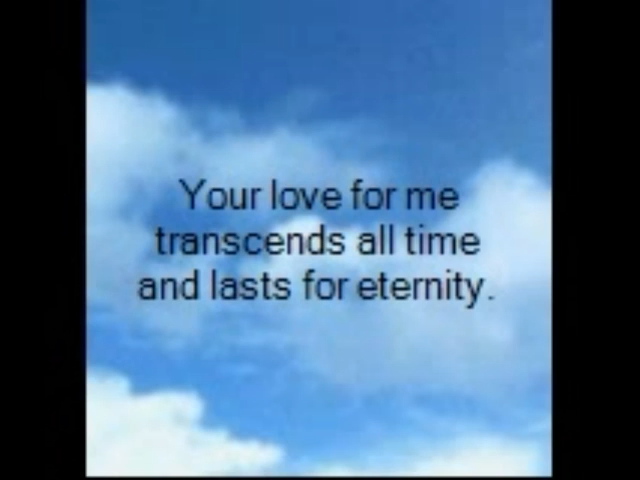 Your love for me
transcends all time
and lasts for eternity.